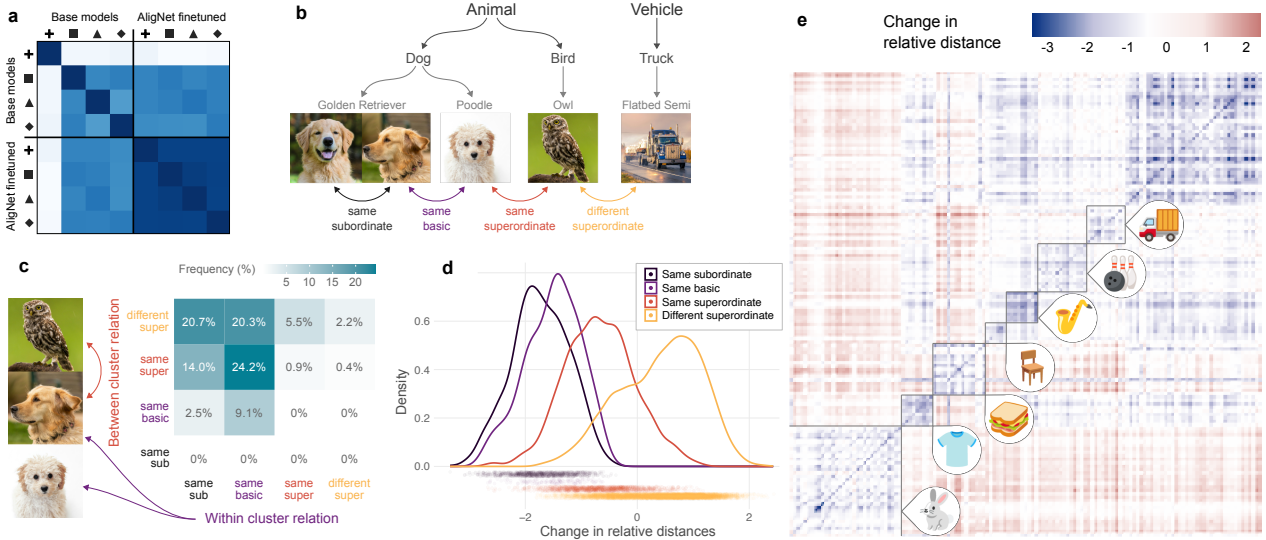 a
Base models
AligNet finetuned
Base models
AligNet finetuned
b
Animal
Vehicle
Dog
Bird
Truck
Golden Retriever
Poodle
Owl
Flatbed Semi
same
subordinate
same
basic
same
superordinate
different
superordinate
c
Frequency (%)
5 10 15 20
Between cluster relation
different
super
20.7% 20.3% 5.5% 2.2%
same
super
14.0% 24.2% 0.9% 0.4%
same
basic
2.5% 9.1% 0% 0%
same
sub
0% 0% 0% 0%
same
sub
same
basic
same
super
different
super
Within cluster relation
d
Same subordinate
Same basic
Same superordinate
Different superordinate
Density
0.6
0.4
0.2
0.0
−2 0 2
Change in relative distances
e
Change in
relative distance
-3 -2 -1 0 1 2